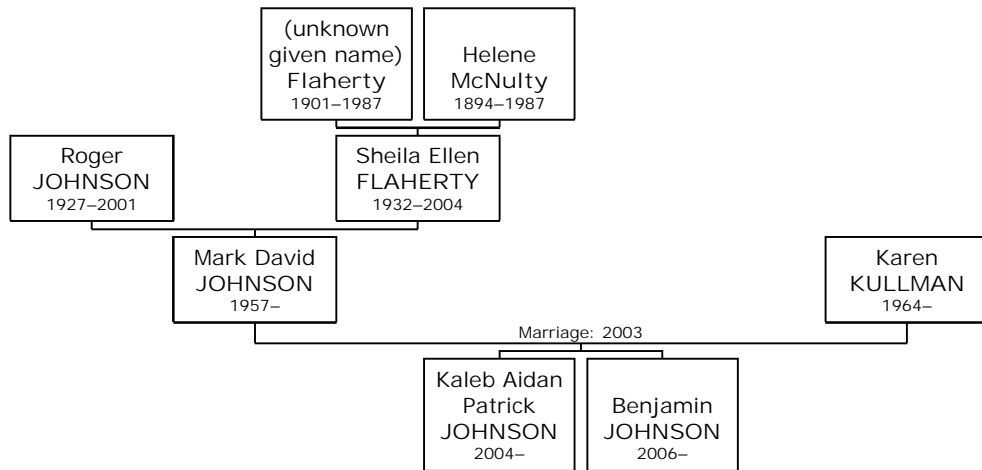 (unknown
given name)
Flaherty
1901–1987
Helene
McNulty
1894–1987
Roger
JOHNSON
1927–2001
Sheila Ellen
FLAHERTY
1932–2004
Mark David
JOHNSON
1957–
Karen
KULLMAN
1964–
Marriage: 2003
Kaleb Aidan
Patrick
JOHNSON
2004–
Benjamin
JOHNSON
2006–